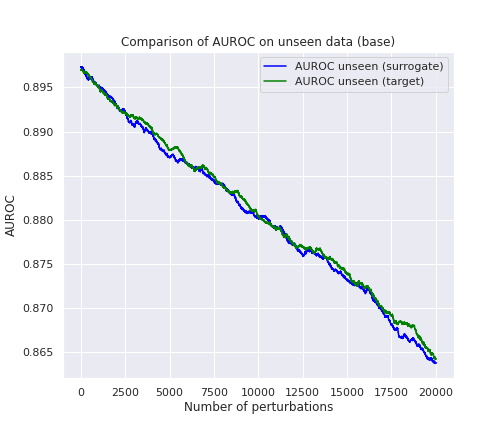 Comparison of AUROC on unseen data (base)
AUROC unseen (surrogate)
AUROC unseen (target)
0.895
0.890
0.885
0.880
0.875
0.870
0.865
AUROC
0 2500 5000 7500 10000 12500 15000 17500 20000
Number of perturbations